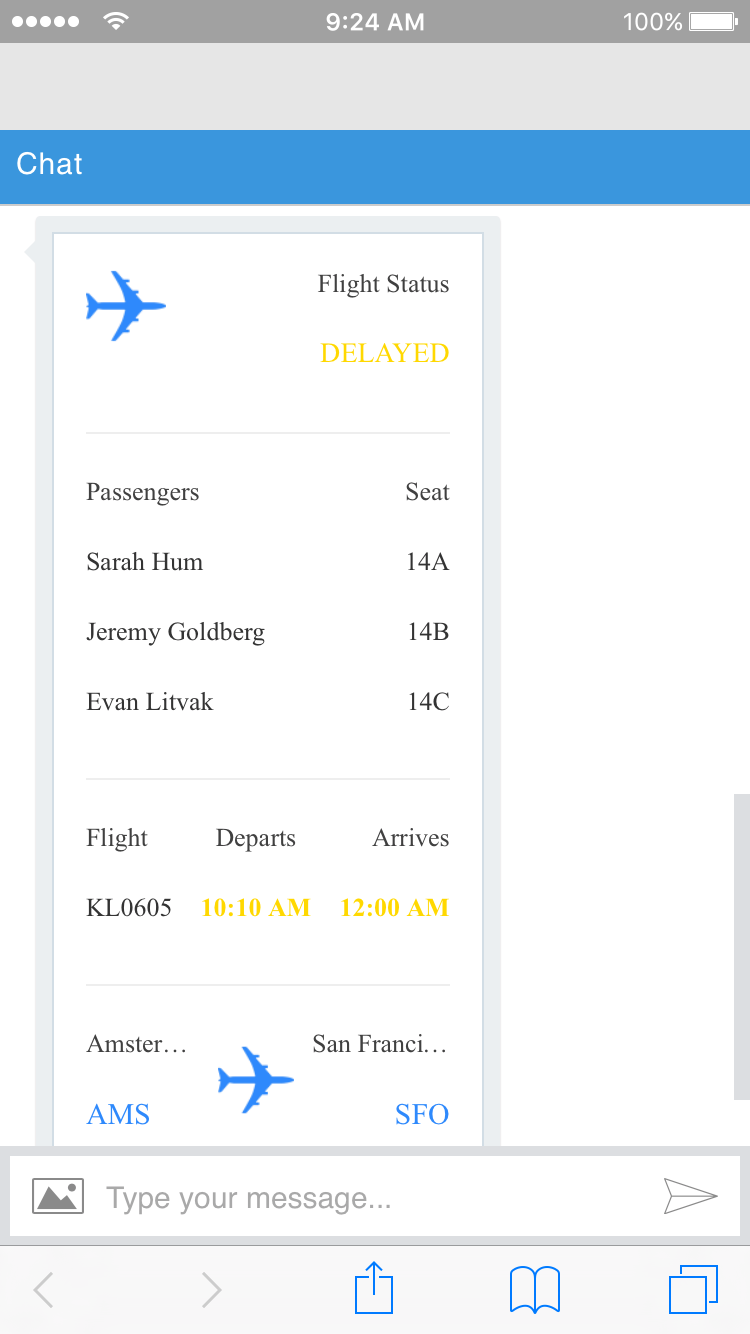 9:24 AM 100%
Chat
Flight Status
DELAYED
Passengers Seat
Sarah Hum 14A
Jeremy Goldberg 14B
Evan Litvak 14C
Flight Departs Arrives
KL0605 10:10 AM 12:00 AM
Amster… San Franci…
AMS SFO
Type your message...